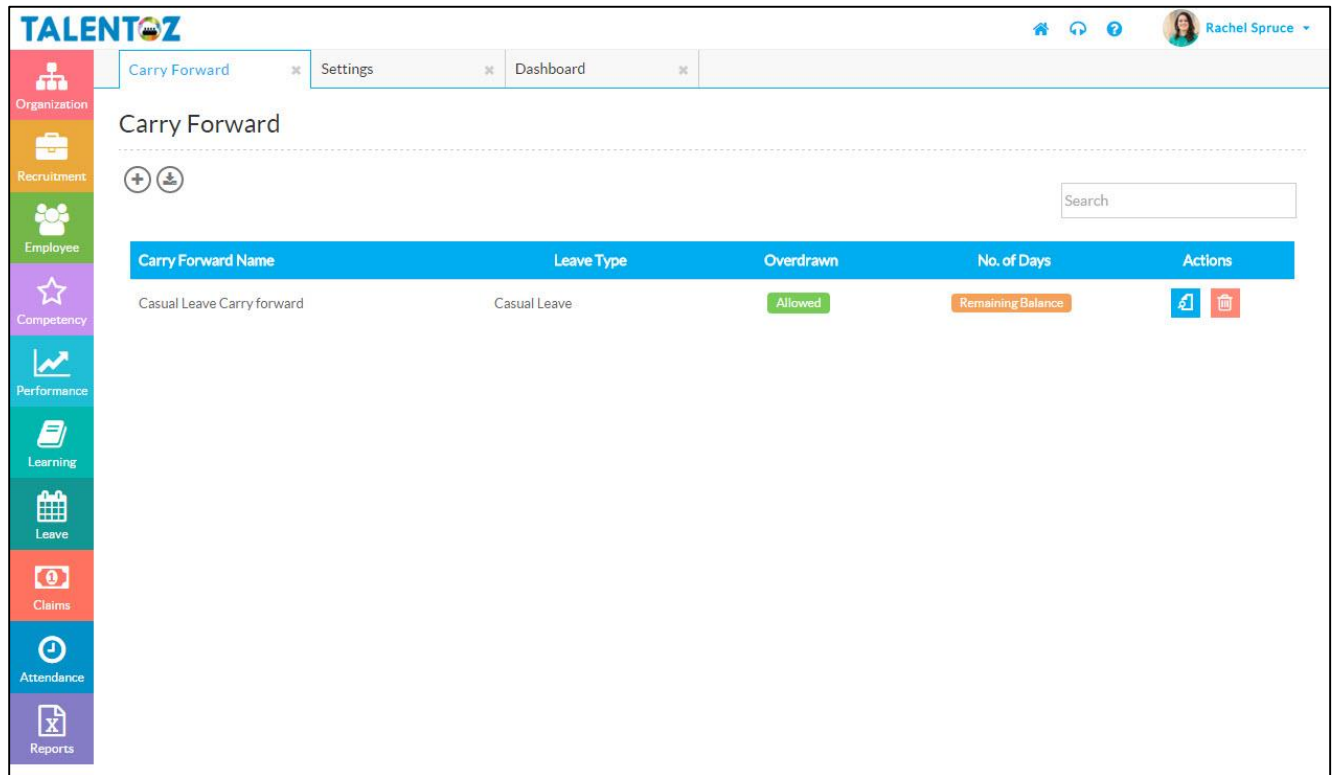 TALENTOZ
Rachel Spruce
Carry Forward
Settings
Dashboard
Organization
Recruitment
Employee
Competency
Performance
Learning
Leave
Claims
Attendance
Reports
Carry Forward
Search
Carry Forward Name Leave Type Overdrawn No. of Days Actions
Casual Leave Carry forward Casual Leave Allowed Remaining Balance